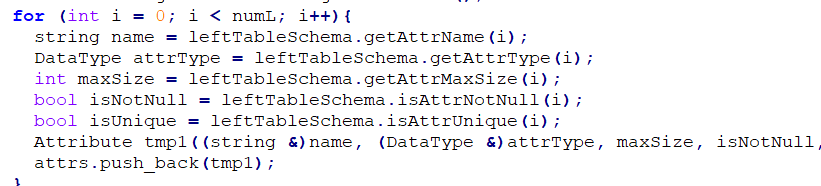 for (int i = 0; i < numL; i++){
string name = leftTableSchema.getAttrName(i);
DataType attrType = leftTableSchema.getAttrType(i);
int maxSize = leftTableSchema.getAttrMaxSize(i);
bool isNotNull = leftTableSchema.isAttrNotNull(i);
bool isUnique = leftTableSchema.isAttrUnique(i);
Attribute tmp1((string &)name, (DataType &)attrType, maxSize, isNotNull,
attrs.push_back(tmp1);
}